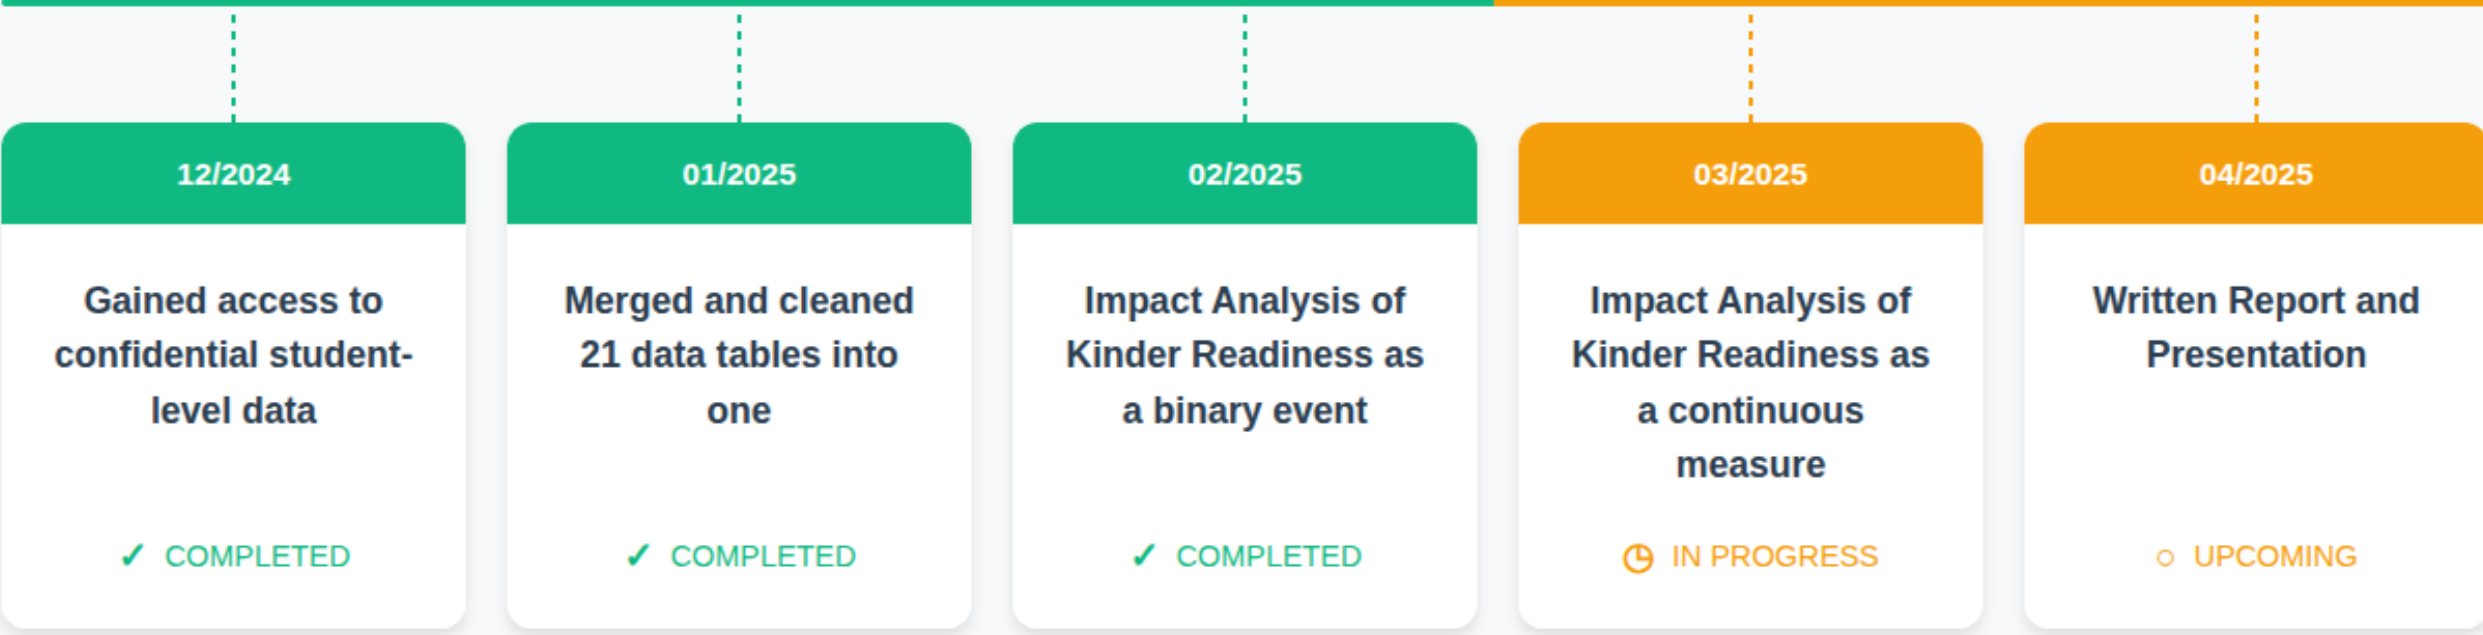 12/2024
Gained access to
confidential student-
level data
✓ COMPLETED
01/2025
Merged and cleaned
21 data tables into
one
✓ COMPLETED
02/2025
Impact Analysis of
Kinder Readiness as
a binary event
✓ COMPLETED
03/2025
Impact Analysis of
Kinder Readiness as
a continuous
measure
◷ IN PROGRESS
04/2025
Written Report and
Presentation
○ UPCOMING